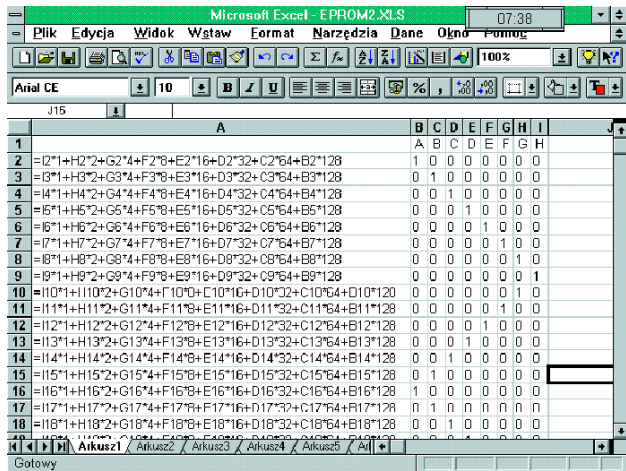 Microsoft Excel - EPROM2.XLS
07:38
Plik Edycja Widok Wstaw Format Narzędzia Dane Okno Pomoc
100%
Arial CE 10 B I U %
J15
A B C D E F G H I J
1 A B C D E F G H
2 =I2*1+H2*2+G2*4+F2*8+E2*16+D2*32+C2*64+B2*128 1 0 0 0 0 0 0 0
3 =I3*1+H3*2+G3*4+F3*8+E3*16+D3*32+C3*64+B3*128 0 1 0 0 0 0 0 0
4 =I4*1+H4*2+G4*4+F4*8+E4*16+D4*32+C4*64+B4*128 0 0 1 0 0 0 0 0
5 =I5*1+H5*2+G5*4+F5*8+E5*16+D5*32+C5*64+B5*128 0 0 0 1 0 0 0 0
6 =I6*1+H6*2+G6*4+F6*8+E6*16+D6*32+C6*64+B6*128 0 0 0 0 1 0 0 0
7 =I7*1+H7*2+G7*4+F7*8+E7*16+D7*32+C7*64+B7*128 0 0 0 0 0 1 0 0
8 =I8*1+H8*2+G8*4+F8*8+E8*16+D8*32+C8*64+B8*128 0 0 0 0 0 0 1 0
9 =I9*1+H9*2+G9*4+F9*8+E9*16+D9*32+C9*64+B9*128 0 0 0 0 0 0 0 1
10 =I10*1+H10*2+G10*4+F10*8+E10*16+D10*32+C10*64+B10*128 0 0 0 0 0 0 1 0
11 =I11*1+H11*2+G11*4+F11*8+E11*16+D11*32+C11*64+B11*128 0 0 0 0 0 1 0 0
12 =I12*1+H12*2+G12*4+F12*8+E12*16+D12*32+C12*64+B12*128 0 0 0 0 1 0 0 0
13 =I13*1+H13*2+G13*4+F13*8+E13*16+D13*32+C13*64+B13*128 0 0 0 1 0 0 0 0
14 =I14*1+H14*2+G14*4+F14*8+E14*16+D14*32+C14*64+B14*128 0 0 1 0 0 0 0 0
15 =I15*1+H15*2+G15*4+F15*8+E15*16+D15*32+C15*64+B15*128 0 1 0 0 0 0 0 0
16 =I16*1+H16*2+G16*4+F16*8+E16*16+D16*32+C16*64+B16*128 1 0 0 0 0 0 0 0
17 =I17*1+H17*2+G17*4+F17*8+E17*16+D17*32+C17*64+B17*128 0 1 0 0 0 0 0 0
18 =I18*1+H18*2+G18*4+F18*8+E18*16+D18*32+C18*64+B18*128 0 0 1 0 0 0 0 0
Arkusz1 Arkusz2 Arkusz3 Arkusz4 Arkusz5
Gotowy